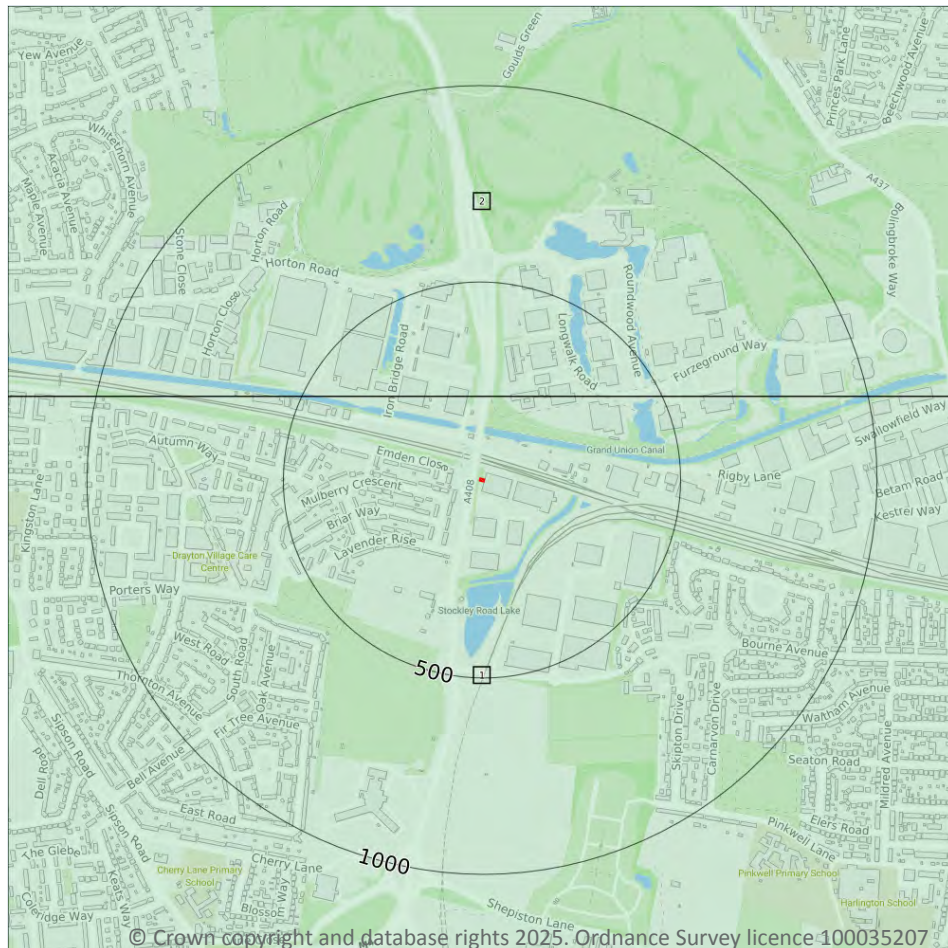 Yew Avenue
Goulds Green
Princes Park Lane
Beechwood Avenue
Whitethorn Avenue
Acacia Avenue
Maple Avenue
A437
2
Bolingbroke Way
Horton Road
Stone Close
Horton Road
Roundwood Avenue
Horton Close
Longwalk Road
Iron Bridge Road
Furzeground Way
Swallowfield Way
Autumn Way
Grand Union Canal
Emden Close
Rigby Lane
Betam Road
Kingston Lane
Mulberry Crescent
A408
Kestrel Way
Briar Way
Lavender Rise
Drayton Village Care
Centre
Porters Way
Stockley Road Lake
West Road
South Road
Bourne Avenue
500
1
Thornton Avenue
Oak Avenue
Waltham Avenue
Fir Tree Avenue
Skipton Drive
Carnarvon Drive
Sipson Road
Dell Road
Bell Avenue
Seaton Road
Mildred Avenue
East Road
Sipson Road
Pinkwell Lane
Elers Road
The Glebe
1000
Cherry Lane
Cherry Lane Primary
School
Pinkwell Primary School
Keats Way
Harlington School
Coleridge Way
Shepiston Lane
© Crown copyright and database rights 2025. Ordnance Survey licence 100035207